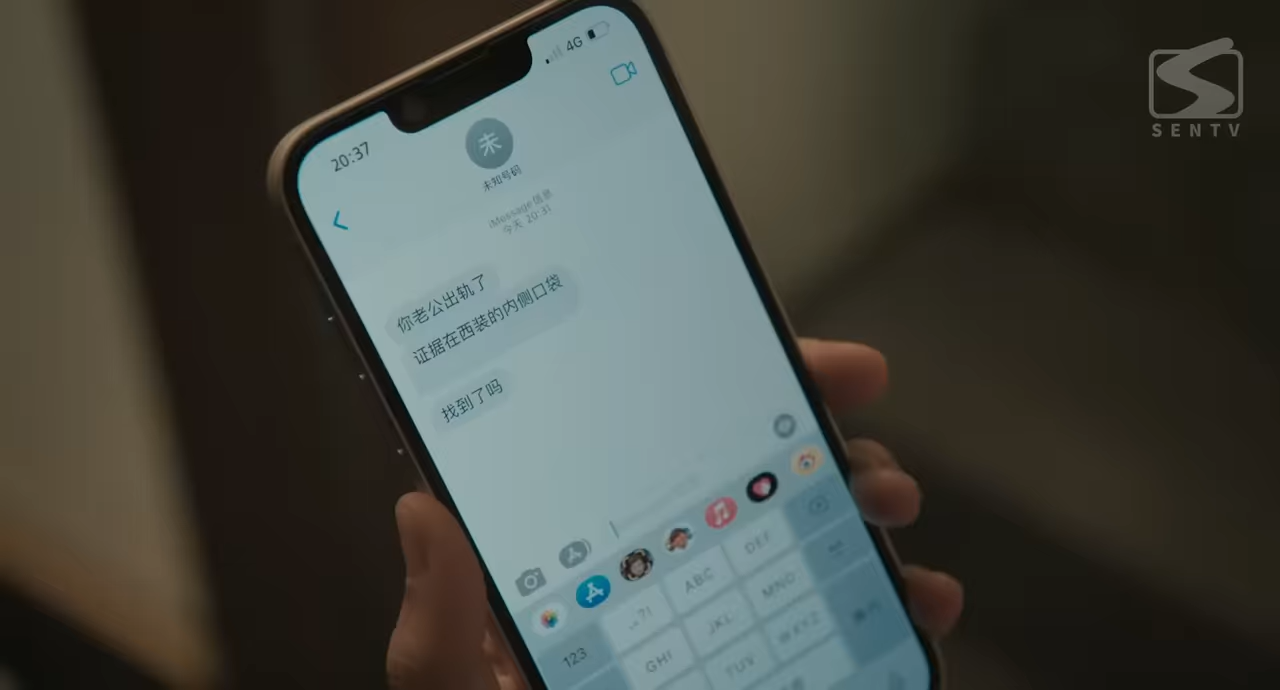 4G
SENTV
20:37
未
未知号码
iMessage 信息
今天 20:31
你老公出轨了
证据在西装的内侧口袋
找到了吗
ABC
DEF
123
GHI
JKL
MNO
TUV
WXYZ